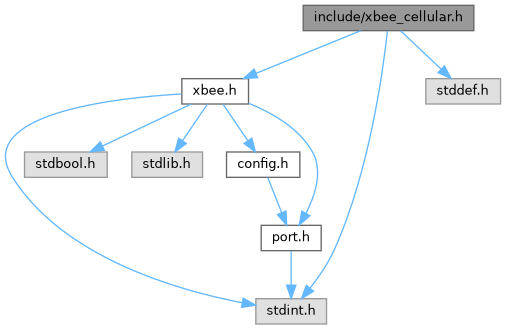 include/xbee_cellular.h
xbee.h
stddef.h
stdbool.h
stdlib.h
config.h
port.h
stdint.h